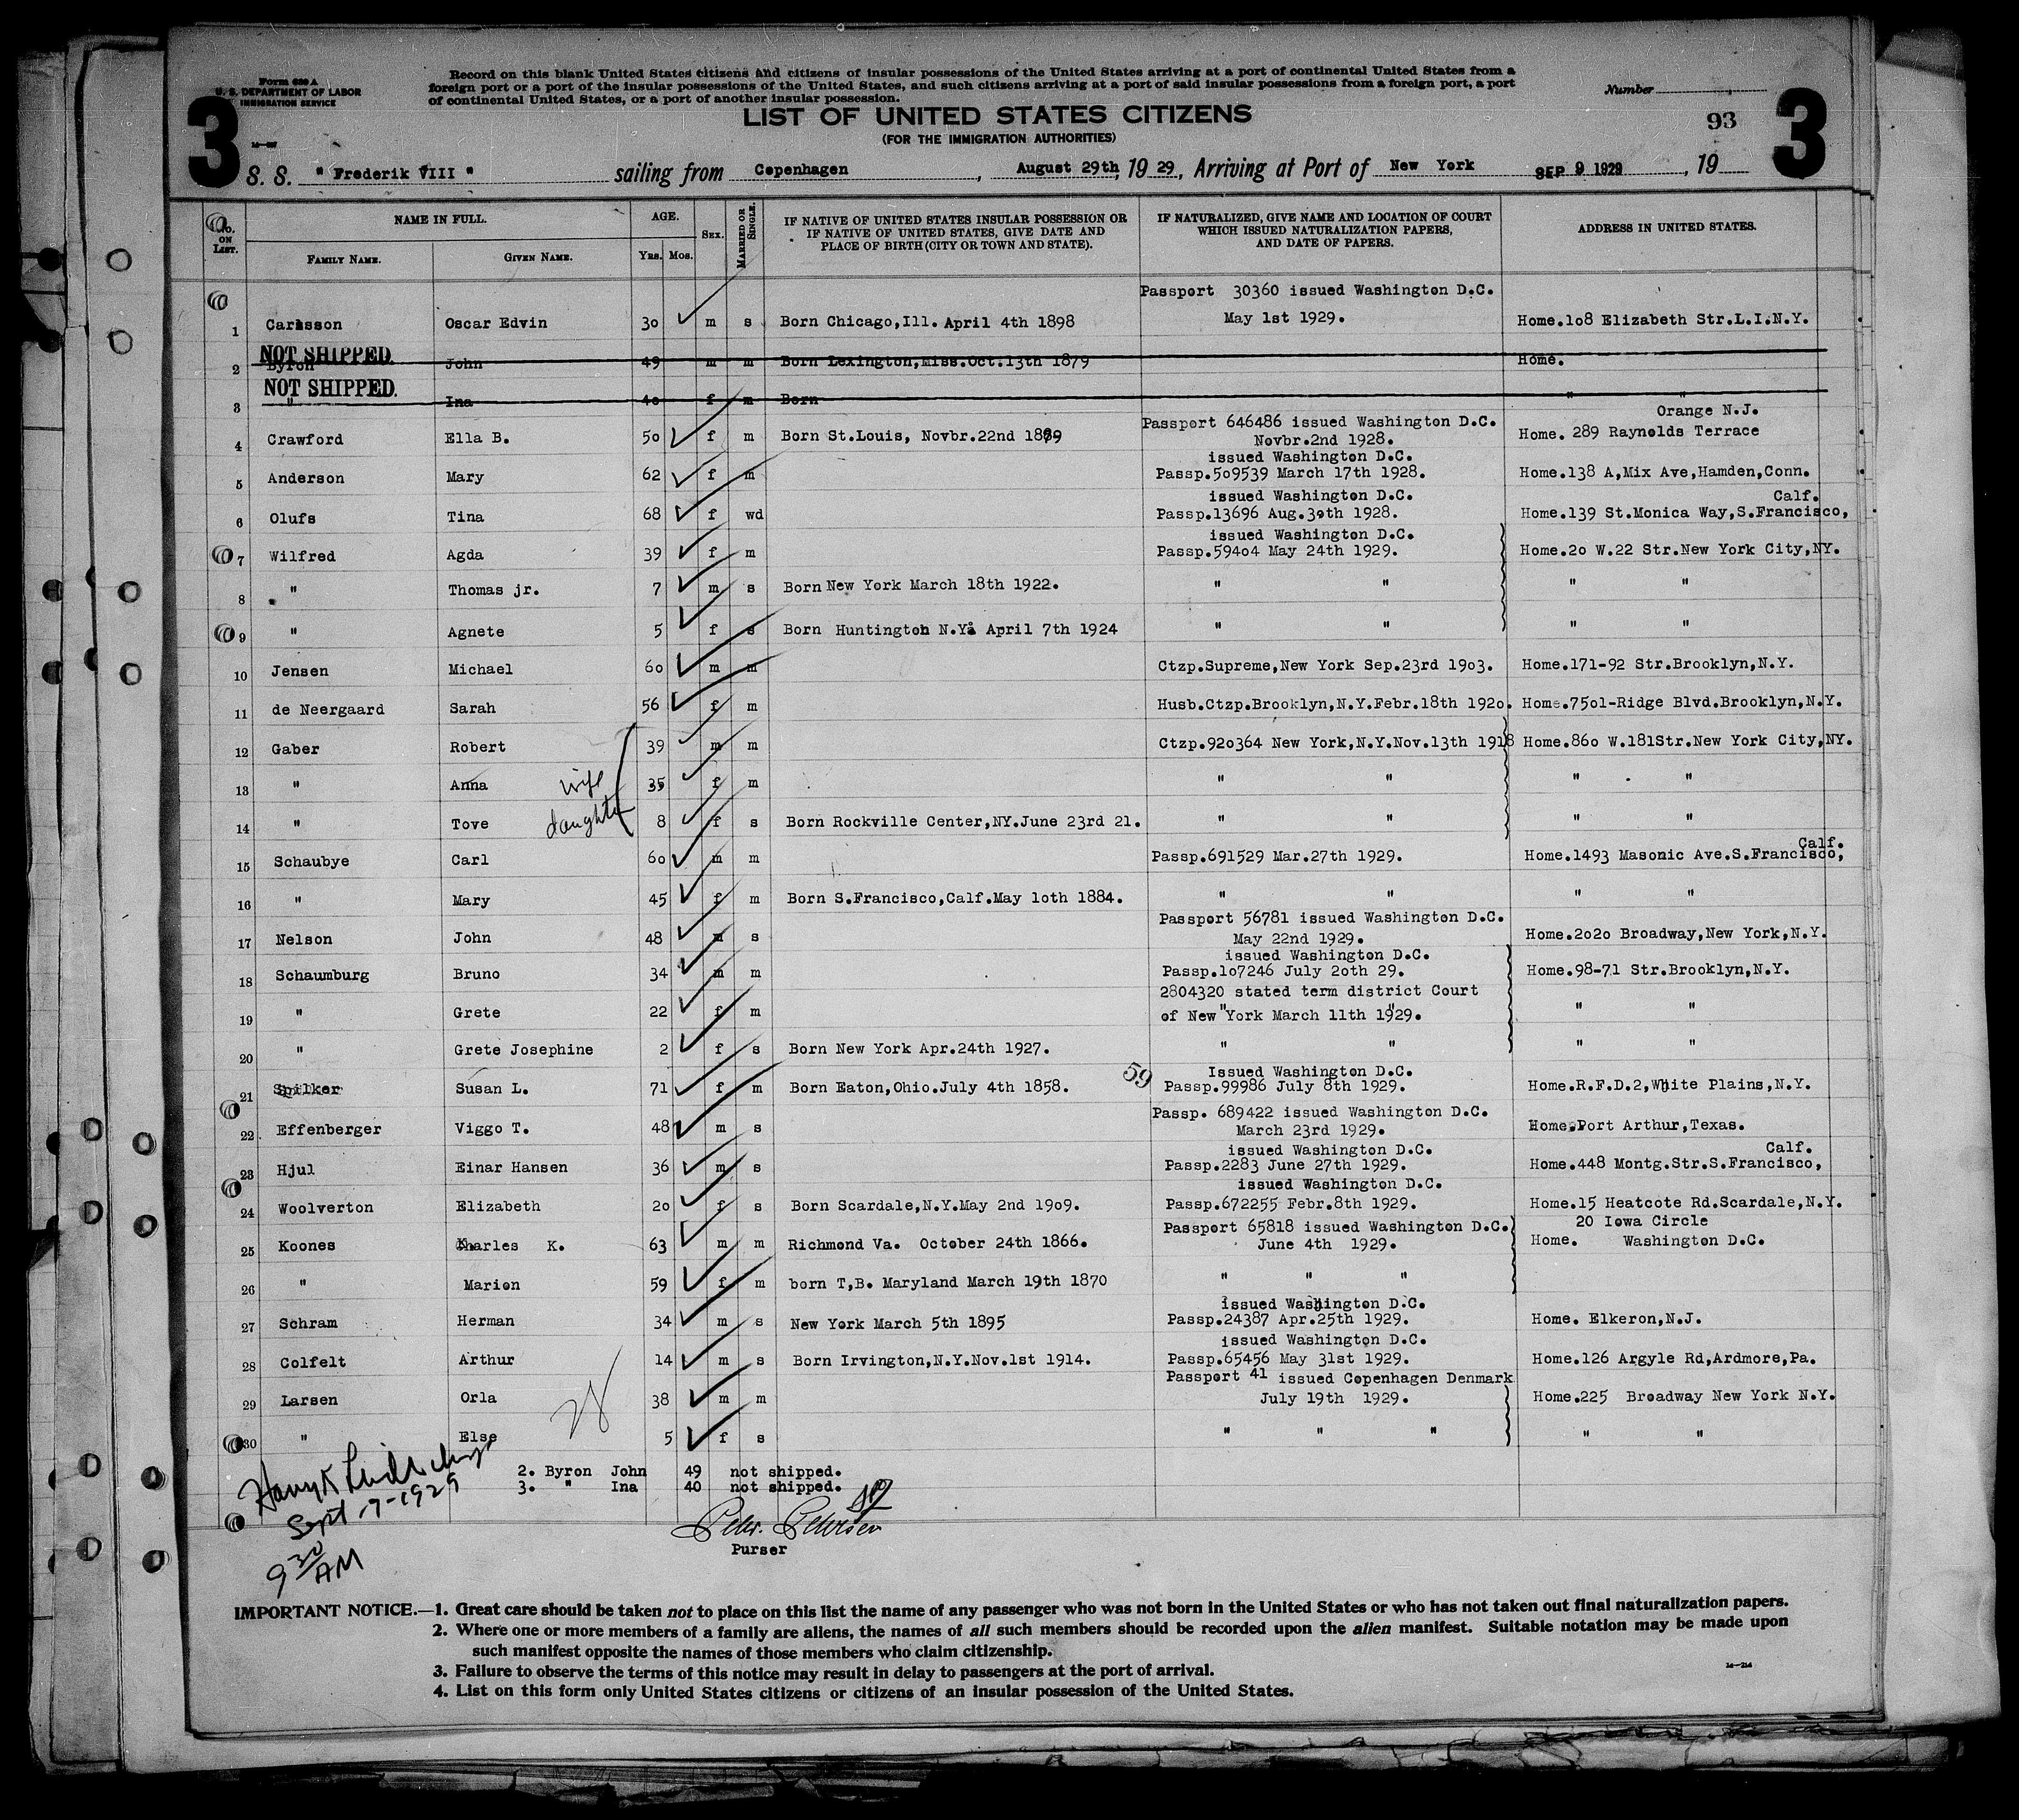 Form 630 A
U. S. DEPARTMENT OF LABOR
IMMIGRATION SERVICE
Record on this blank United States citizens and citizens of insular possessions of the United States arriving at a port of continental United States from a
foreign port or a port of the insular possessions of the United States, and such citizens arriving at a port of said insular possessions from a foreign port, a port
of continental United States, or a port of another insular possession.
Number
3
LIST OF UNITED STATES CITIZENS
93
3
(FOR THE IMMIGRATION AUTHORITIES)
S. S. " Frederik VIII " sailing from Copenhagen, August 29th, 19 29, Arriving at Port of New York SEP 9 1929, 19
No. ON LIST.
NAME IN FULL.
FAMILY NAME.
GIVEN NAME.
AGE.
YRS. MOS.
SEX.
MARRIED OR SINGLE.
IF NATIVE OF UNITED STATES INSULAR POSSESSION OR
IF NATIVE OF UNITED STATES, GIVE DATE AND
PLACE OF BIRTH (CITY OR TOWN AND STATE).
IF NATURALIZED, GIVE NAME AND LOCATION OF COURT
WHICH ISSUED NATURALIZATION PAPERS,
AND DATE OF PAPERS.
ADDRESS IN UNITED STATES.
Passport 30360 issued Washington D.C.
1 Carlsson Oscar Edvin 30 m s Born Chicago,Ill. April 4th 1898 May 1st 1929. Home.108 Elizabeth Str.L.I.N.Y.
NOT SHIPPED.
2 Byron John 49 m m Born Lexington,Miss.Oct.13th 1879 Home.
NOT SHIPPED.
3 " Ina 40 f m Born " "
Orange N.J.
Passport 646486 issued Washington D.C.
4 Crawford Ella B. 50 f m Born St.Louis, Novbr.22nd 1879 Novbr.2nd 1928. Home. 289 Raynolds Terrace
issued Washington D.C.
5 Anderson Mary 62 f m Passp.509539 March 17th 1928. Home.138 A,Mix Ave,Hamden,Conn.
issued Washington D.C. Calf.
6 Olufs Tina 68 f wd Passp.13696 Aug.30th 1928. Home.139 St.Monica Way,S.Francisco,
issued Washington D.C.
7 Wilfred Agda 39 f m Passp.59404 May 24th 1929. Home.20 W.22 Str.New York City,NY.
8 " Thomas jr. 7 m s Born New York March 18th 1922. " " " "
9 " Agnete 5 f s Born Huntington N.Y. April 7th 1924 " " " "
10 Jensen Michael 60 m m Ctzp.Supreme,New York Sep.23rd 1903. Home.171-92 Str.Brooklyn,N.Y.
11 de Neergaard Sarah 56 f m Husb.Ctzp.Brooklyn,N.Y.Febr.18th 1920. Home.7501-Ridge Blvd.Brooklyn,N.Y.
12 Gaber Robert 39 m m Ctzp.920364 New York,N.Y.Nov.13th 1918 Home.860 W.181Str.New York City,NY.
13 " Anna wife 35 f m " " " "
14 " Tove daughter 8 f s Born Rockville Center,NY.June 23rd 21. " " " "
Calf.
15 Schaubye Carl 60 m m Passp.691529 Mar.27th 1929. Home.1493 Masonic Ave.S.Francisco,
16 " Mary 45 f m Born S.Francisco,Calf.May 10th 1884. " " " "
Passport 56781 issued Washington D.C.
17 Nelson John 48 m s May 22nd 1929. Home.2020 Broadway,New York,N.Y.
issued Washington D.C.
18 Schaumburg Bruno 34 m m Passp.107246 July 20th 29. Home.98-71 Str.Brooklyn,N.Y.
2804320 stated term district Court
19 " Grete 22 f m of New York March 11th 1929. " "
20 " Grete Josephine 2 f s Born New York Apr.24th 1927. " " " "
59 Issued Washington D.C.
21 Spilker Susan L. 71 f m Born Eaton,Ohio.July 4th 1858. Passp.99986 July 8th 1929. Home.R.F.D.2,White Plains,N.Y.
Passp. 689422 issued Washington D.C.
22 Effenberger Viggo T. 48 m s March 23rd 1929. Home.Port Arthur,Texas.
issued Washington D.C. Calf.
23 Hjul Einar Hansen 36 m s Passp.2283 June 27th 1929. Home.448 Montg.Str.S.Francisco,
issued Washington D.C.
24 Woolverton Elizabeth 20 f s Born Scardale,N.Y.May 2nd 1909. Passp.672255 Febr.8th 1929. Home.15 Heatcote Rd.Scardale,N.Y.
Passport 65818 issued Washington D.C. 20 Iowa Circle
25 Koones Kharles K. 63 m m Richmond Va. October 24th 1866. June 4th 1929. Home. Washington D.C.
26 " Marion 59 f m born T,B. Maryland March 19th 1870 " " "
issued Washington D.C.
27 Schram Herman 34 m s New York March 5th 1895 Passp.24387 Apr.25th 1929. Home. Elkeron,N.J.
issued Washington D.C.
28 Colfelt Arthur 14 m s Born Irvington,N.Y.Nov.1st 1914. Passp.65456 May 31st 1929. Home.126 Argyle Rd,Ardmore,Pa.
Passport 41 issued Copenhagen Denmark
29 Larsen Orla 38 m m July 19th 1929. Home.225 Broadway New York N.Y.
28
30 " Else 5 f s " " " " "
2. Byron John 49 not shipped.
3. " Ina 40 not shipped.
Sept-7-1929
9 30 AM
Petersen
Purser
IMPORTANT NOTICE.—1. Great care should be taken not to place on this list the name of any passenger who was not born in the United States or who has not taken out final naturalization papers.
2. Where one or more members of a family are aliens, the names of all such members should be recorded upon the alien manifest. Suitable notation may be made upon
such manifest opposite the names of those members who claim citizenship.
3. Failure to observe the terms of this notice may result in delay to passengers at the port of arrival.
4. List on this form only United States citizens or citizens of an insular possession of the United States.